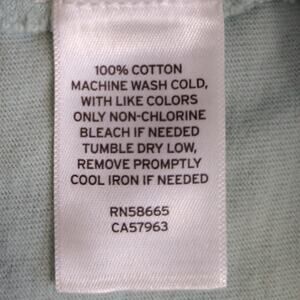 100% COTTON
MACHINE WASH COLD,
WITH LIKE COLORS
ONLY NON-CHLORINE
BLEACH IF NEEDED
TUMBLE DRY LOW,
REMOVE PROMPTLY
COOL IRON IF NEEDED
RN58665
CA57963